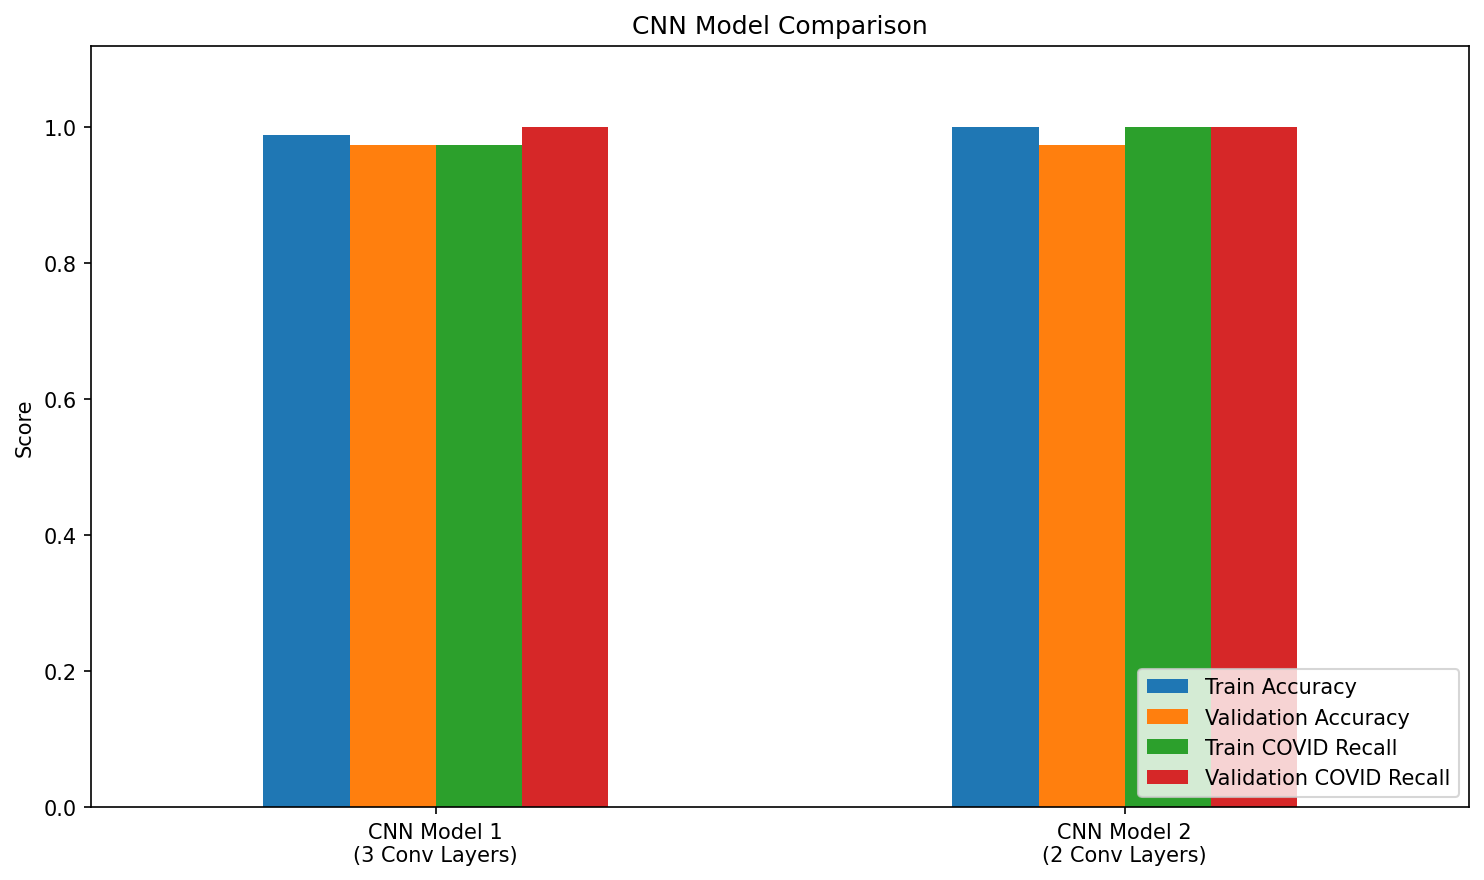 CNN Model Comparison
Score
1.0
0.8
0.6
0.4
0.2
0.0
CNN Model 1
(3 Conv Layers)
CNN Model 2
(2 Conv Layers)
Train Accuracy
Validation Accuracy
Train COVID Recall
Validation COVID Recall